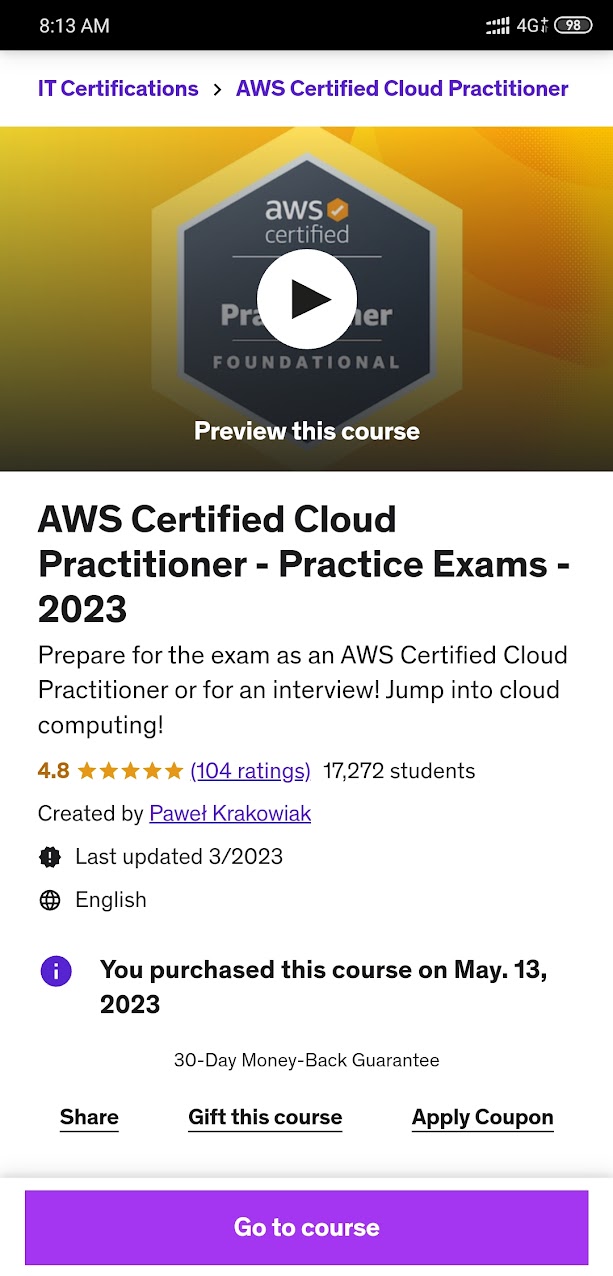 8:13 AM 4G 98
IT Certifications > AWS Certified Cloud Practitioner
aws
certified
Pra ner
FOUNDATIONAL
Preview this course
AWS Certified Cloud
Practitioner - Practice Exams -
2023
Prepare for the exam as an AWS Certified Cloud
Practitioner or for an interview! Jump into cloud
computing!
4.8 (104 ratings) 17,272 students
Created by Paweł Krakowiak
Last updated 3/2023
English
You purchased this course on May. 13,
2023
30-Day Money-Back Guarantee
Share Gift this course Apply Coupon
Go to course